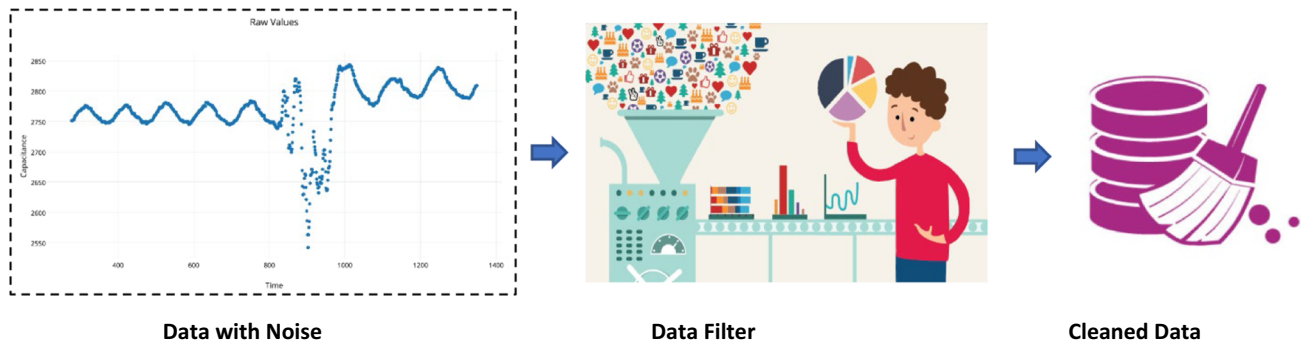 Raw Values
2850
2800
2750
2700
2650
2600
2550
Capacitance
400
600
800
1000
1200
1400
Time
Data with Noise
Data Filter
Cleaned Data